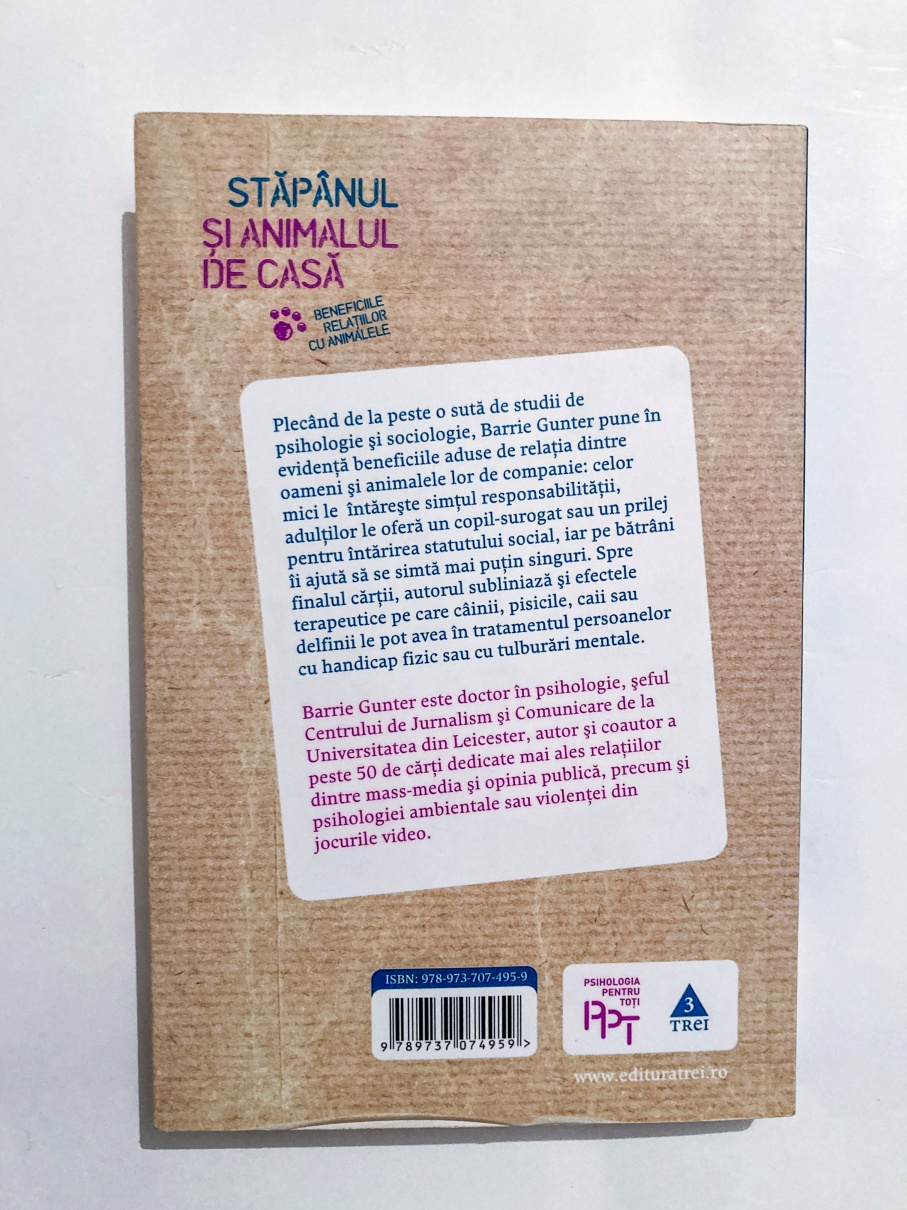 STĂPÂNUL
ȘI ANIMALUL
DE CASĂ
BENEFICIILE
RELAȚIILOR
CU ANIMALELE
Plecând de la peste o sută de studii de
psihologie şi sociologie, Barrie Gunter pune în
evidenţă beneficiile aduse de relaţia dintre
oameni şi animalele lor de companie: celor
mici le întăreşte simţul responsabilităţii,
adulţilor le oferă un copil-surogat sau un prilej
pentru întărirea statutului social, iar pe bătrâni
îi ajută să se simtă mai puţin singuri. Spre
finalul cărţii, autorul subliniază şi efectele
terapeutice pe care câinii, pisicile, caii sau
delfinii le pot avea în tratamentul persoanelor
cu handicap fizic sau cu tulburări mentale.
Barrie Gunter este doctor în psihologie, şeful
Centrului de Jurnalism şi Comunicare de la
Universitatea din Leicester, autor şi coautor a
peste 50 de cărţi dedicate mai ales relaţiilor
dintre mass-media şi opinia publică, precum şi
psihologiei ambientale sau violenţei din
jocurile video.
ISBN: 978-973-707-495-9
9 789737 074959 >
PSIHOLOGIA
PENTRU
TOȚI
PPT
3
TREI
www.edituratrei.ro